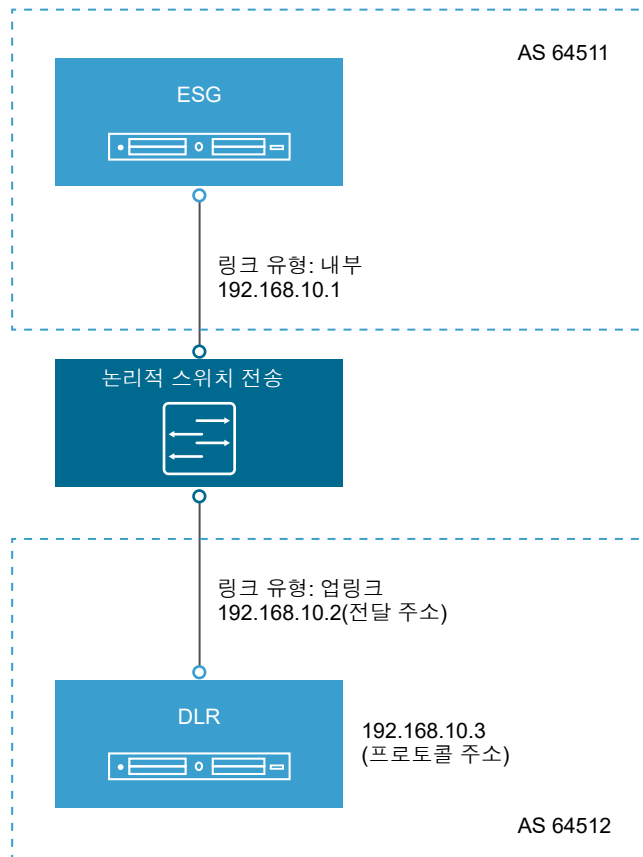 AS 64511
ESG
링크 유형: 내부
192.168.10.1
논리적 스위치 전송
링크 유형: 업링크
192.168.10.2(전달 주소)
DLR
192.168.10.3
(프로토콜 주소)
AS 64512